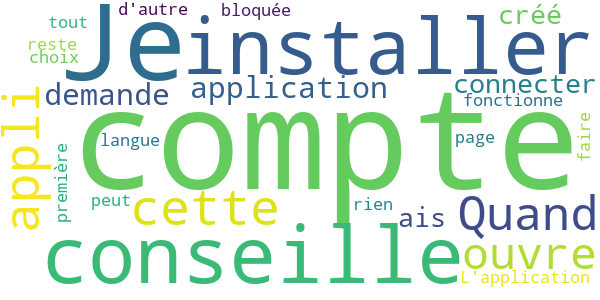 d'autre bloquée
tout Je installer créé
reste
choix
demande application connecter
appli compte fonctionne
langue page faire
première
peut cette rien ais Quand
conseille ouvre
L'application